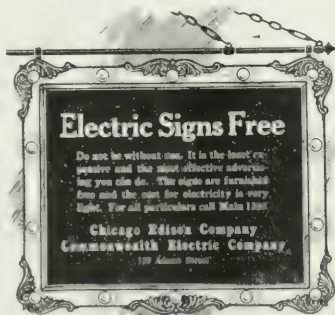 Electric Signs Free
Do not be without one. It is the least ex-
pensive and the most effective advertis-
ing you can do. The signs are furnished
free and the cost for electricity is very
light. For all particulars call Main
Chicago Edison Company
Commonwealth Electric Company
Adams Street